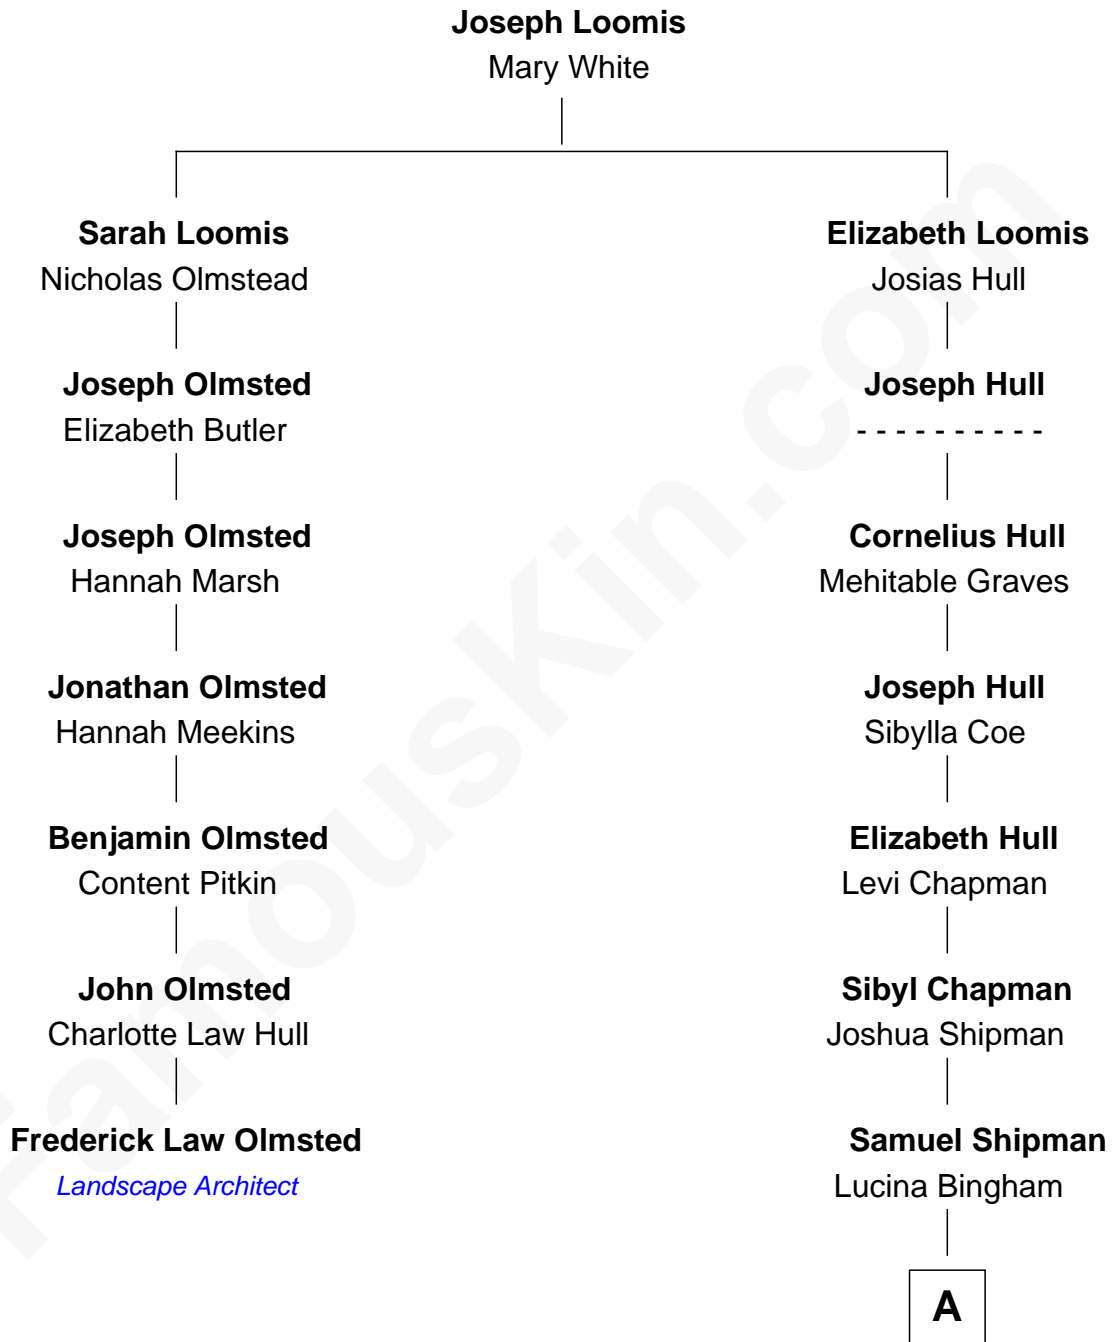 Joseph Loomis
Mary White
Sarah Loomis
Nicholas Olmstead
Joseph Olmsted
Elizabeth Butler
Joseph Olmsted
Hannah Marsh
Jonathan Olmsted
Hannah Meekins
Benjamin Olmsted
Content Pitkin
John Olmsted
Charlotte Law Hull
Frederick Law Olmsted
Landscape Architect
Elizabeth Loomis
Josias Hull
Joseph Hull
- - - - - - - - - -
Cornelius Hull
Mehitable Graves
Joseph Hull
Sibylla Coe
Elizabeth Hull
Levi Chapman
Sibyl Chapman
Joshua Shipman
Samuel Shipman
Lucina Bingham
A
FamousKin.com